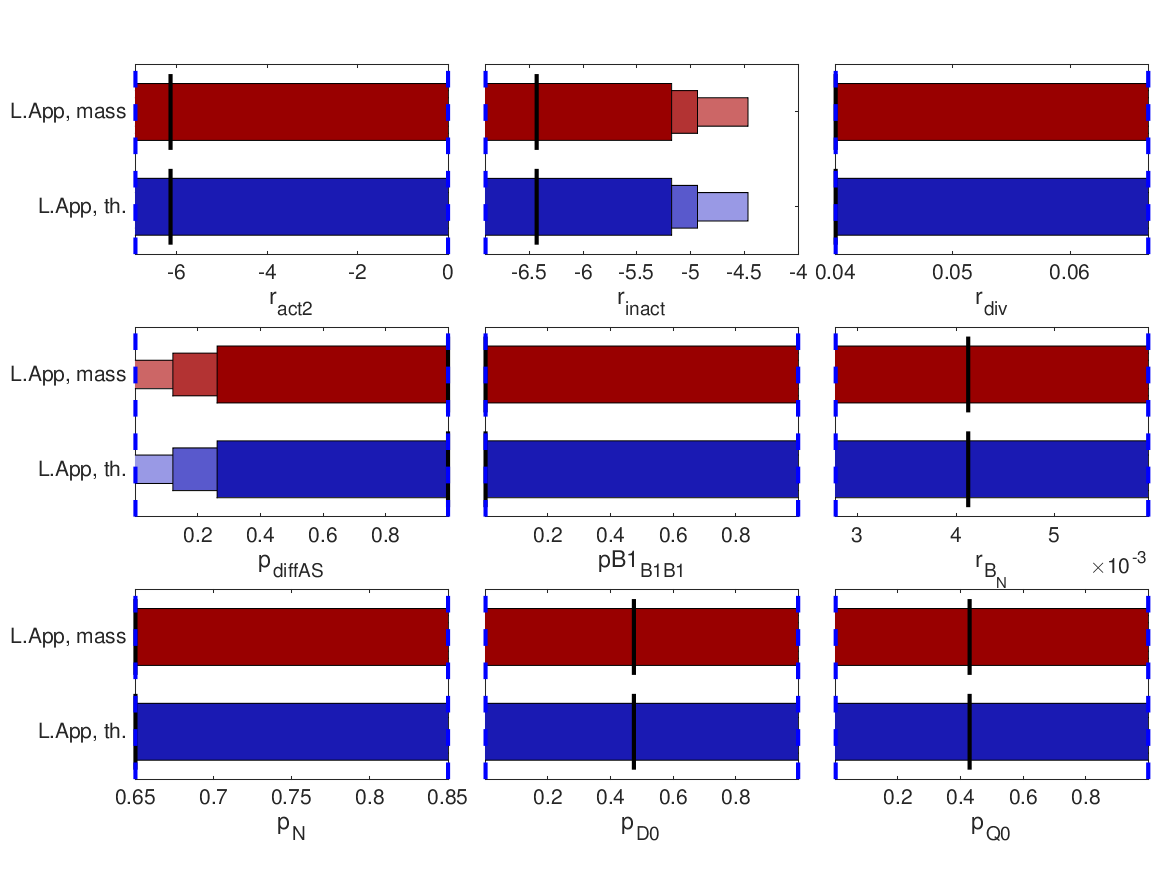 L.App, mass
L.App, th.
-6 -4 -2 0
r_act2
-6.5 -6 -5.5 -5 -4.5 -4
r_inact
0.04 0.05 0.06
r_div
L.App, mass
L.App, th.
0.2 0.4 0.6 0.8
p_diffAS
0.2 0.4 0.6 0.8
pB1_B1B1
3 4 5
×10^-3
r_B_N
L.App, mass
L.App, th.
0.65 0.7 0.75 0.8 0.85
p_N
0.2 0.4 0.6 0.8
p_D0
0.2 0.4 0.6 0.8
p_Q0